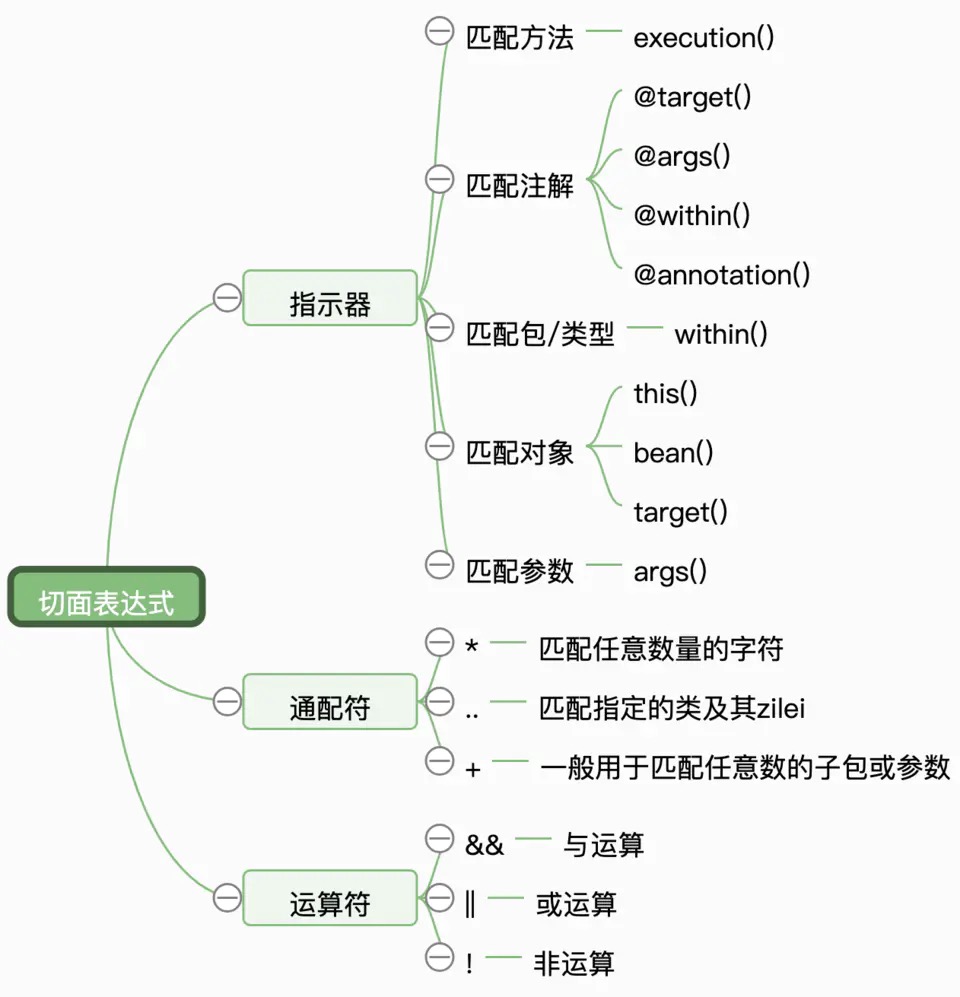 切面表达式
指示器
匹配方法
execution()
匹配注解
@target()
@args()
@within()
@annotation()
匹配包/类型
within()
匹配对象
this()
bean()
target()
匹配参数
args()
通配符
* 匹配任意数量的字符
.. 匹配指定的类及其zilei
+ 一般用于匹配任意数的子包或参数
运算符
&& 与运算
|| 或运算
! 非运算